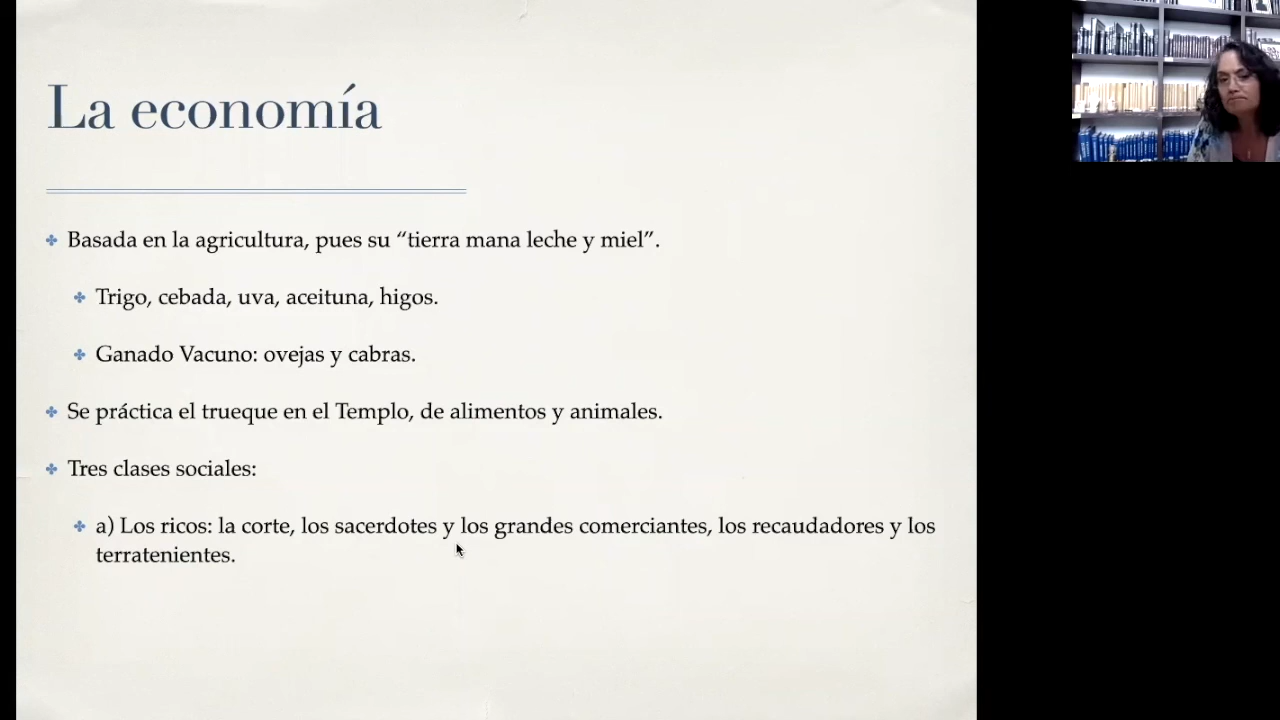 La economía
Basada en la agricultura, pues su “tierra mana leche y miel”.
Trigo, cebada, uva, aceituna, higos.
Ganado Vacuno: ovejas y cabras.
Se práctica el trueque en el Templo, de alimentos y animales.
Tres clases sociales:
a) Los ricos: la corte, los sacerdotes y los grandes comerciantes, los recaudadores y los
terratenientes.